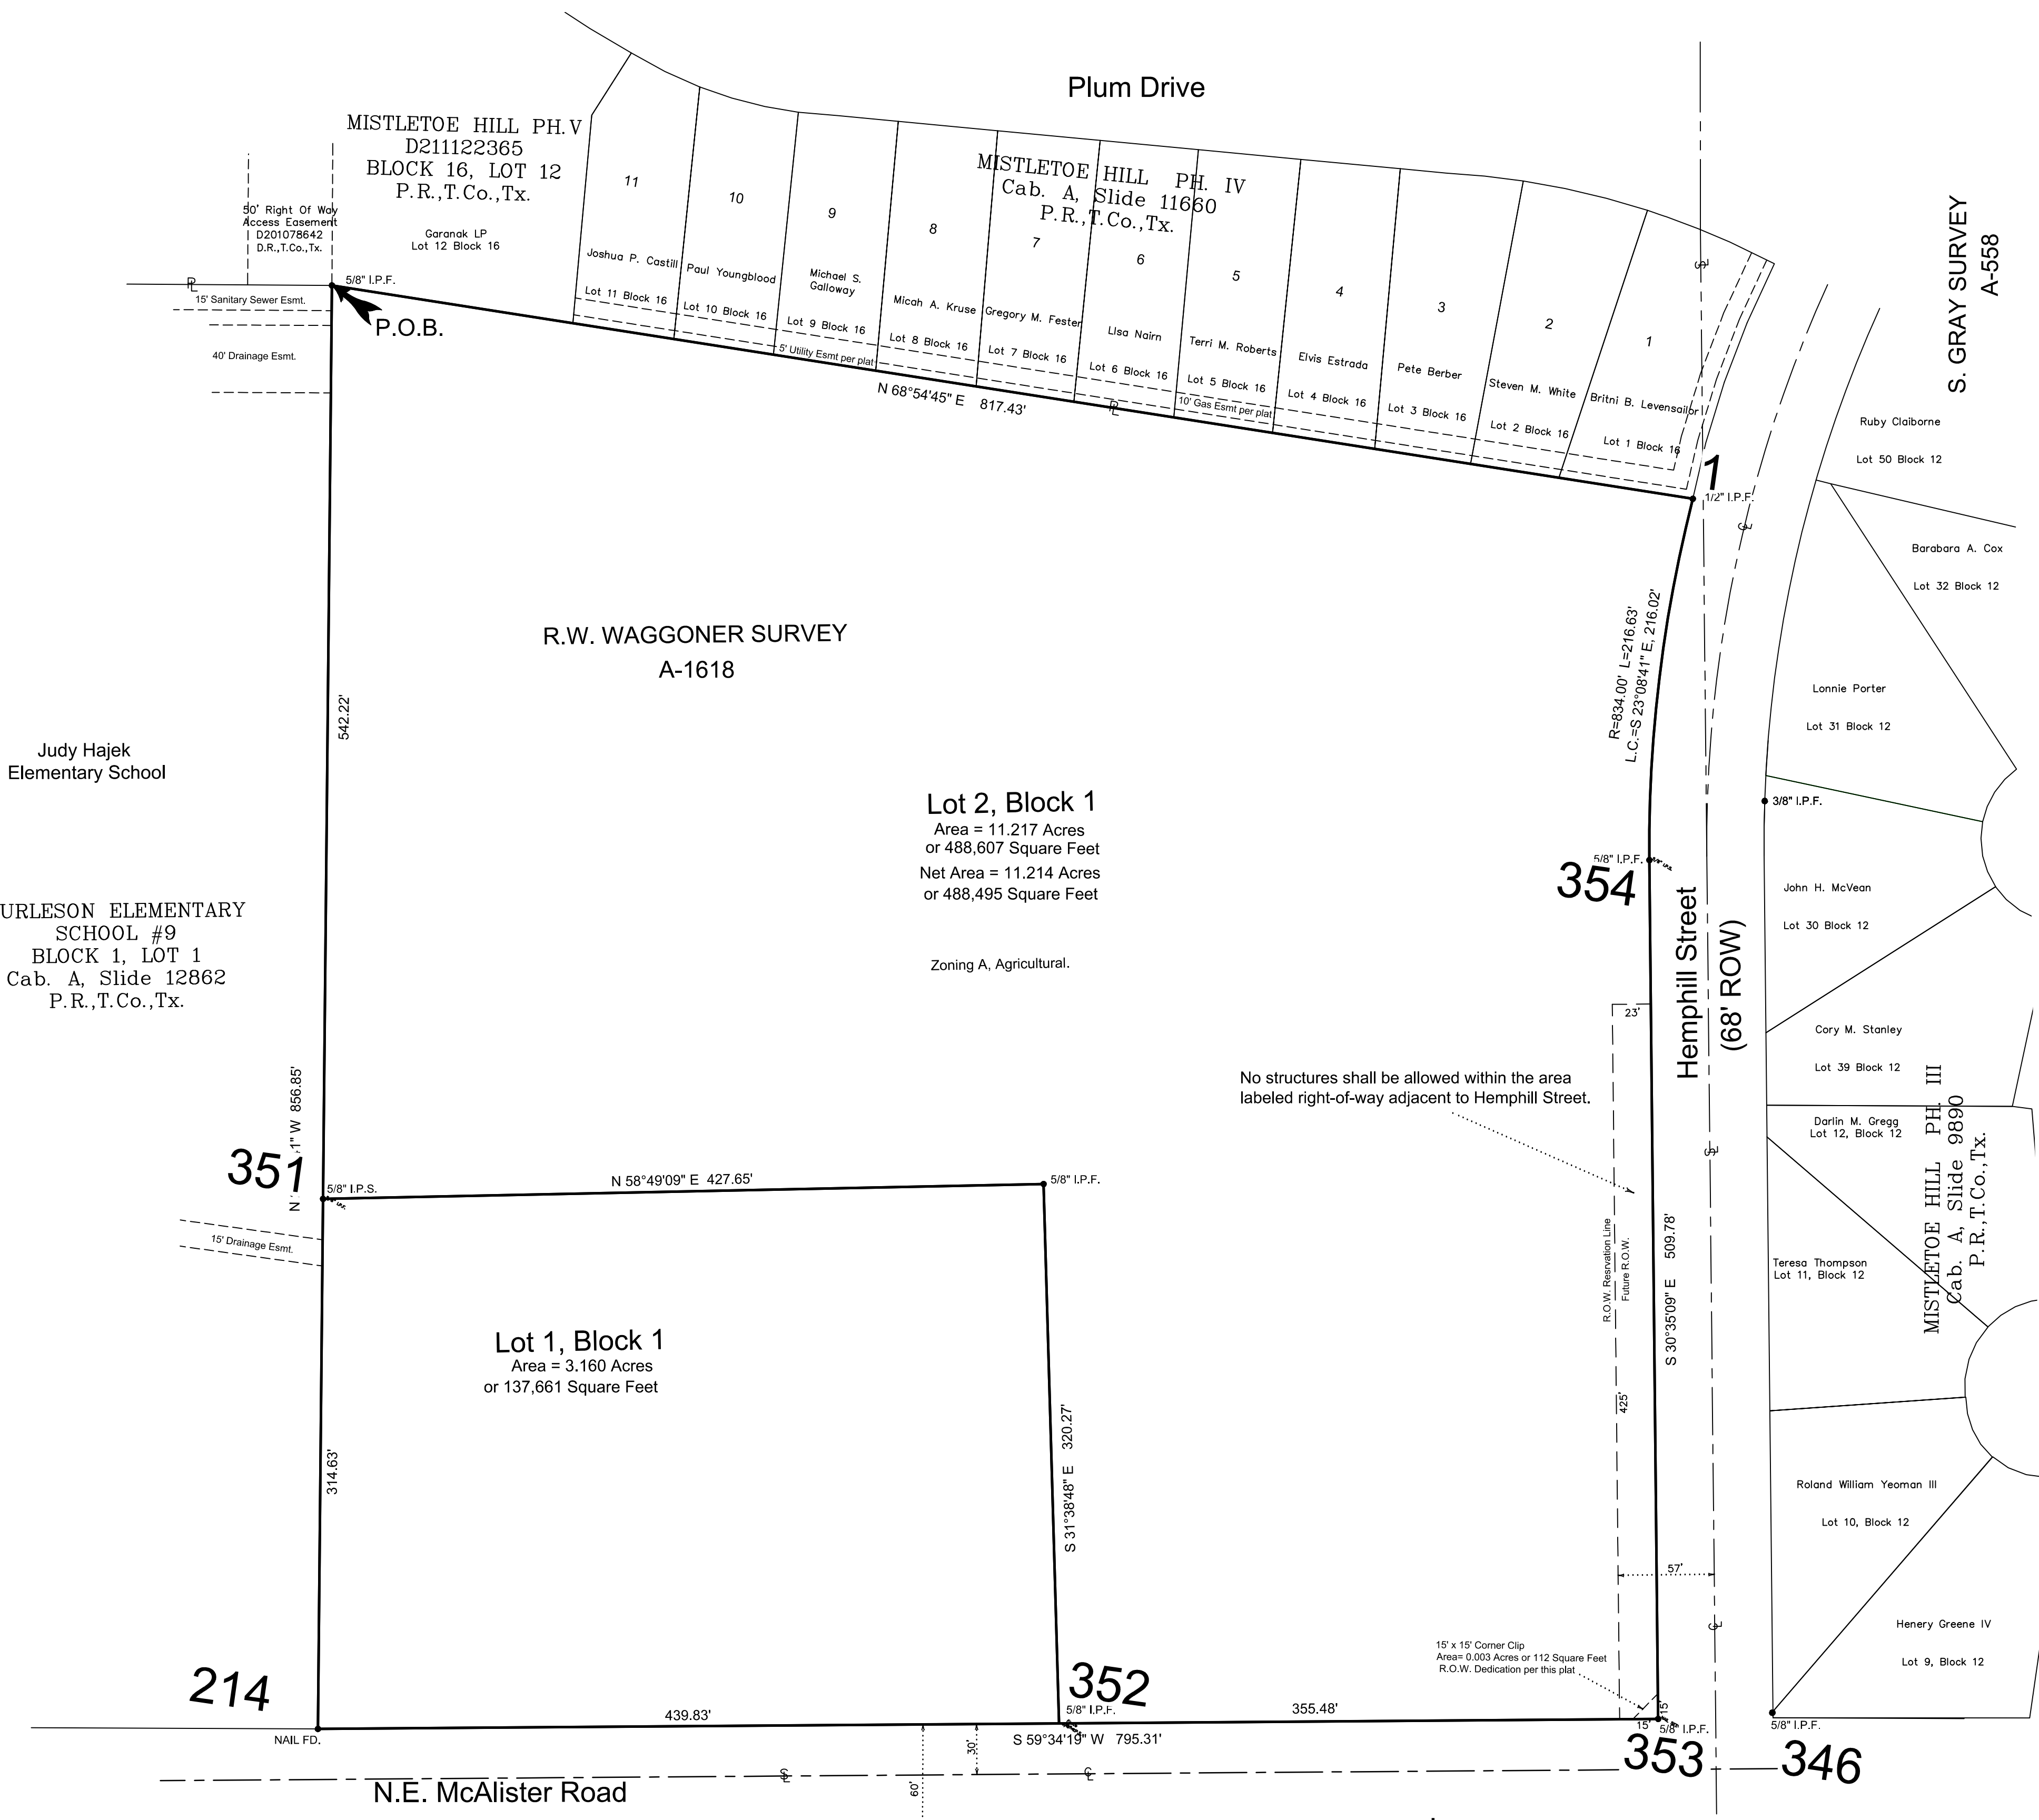 Plum Drive
MISTLETOE HILL PH.V
D211122365
BLOCK 16, LOT 12
P.R.,T.Co.,Tx.
50' Right Of Way
Access Easement
D201078642
D.R.,T.Co.,Tx.
Garanak LP
Lot 12 Block 16
MISTLETOE HILL PH. IV
Cab. A, Slide 11660
P.R.,T.Co.,Tx.
11
Joshua P. Castill
Lot 11 Block 16
10
Paul Youngblood
Lot 10 Block 16
9
Michael S.
Galloway
Lot 9 Block 16
8
Micah A. Kruse
Lot 8 Block 16
7
Gregory M. Fester
Lot 7 Block 16
6
LIsa Nairn
Lot 6 Block 16
5
Terri M. Roberts
Lot 5 Block 16
4
Elvis Estrada
Lot 4 Block 16
3
Pete Berber
Lot 3 Block 16
2
Steven M. White
Lot 2 Block 16
1
Britni B. Levensailor
Lot 1 Block 16
5' Utility Esmt per plat
10' Gas Esmt per plat
S. GRAY SURVEY
A-558
PL
5/8" I.P.F.
15' Sanitary Sewer Esmt.
P.O.B.
40' Drainage Esmt.
N 68°54'45" E 817.43'
PL
1
1/2" I.P.F.
Ruby Claiborne
Lot 50 Block 12
Barabara A. Cox
Lot 32 Block 12
R.W. WAGGONER SURVEY
A-1618
R=834.00' L=216.63'
L.C.=S 23°08'41" E, 216.02'
Lonnie Porter
Lot 31 Block 12
542.22'
Judy Hajek
Elementary School
3/8" I.P.F.
Lot 2, Block 1
Area = 11.217 Acres
or 488,607 Square Feet
Net Area = 11.214 Acres
or 488,495 Square Feet
Zoning A, Agricultural.
5/8" I.P.F.
354
John H. McVean
Lot 30 Block 12
URLESON ELEMENTARY
SCHOOL #9
BLOCK 1, LOT 1
Cab. A, Slide 12862
P.R.,T.Co.,Tx.
Hemphill Street
(68' ROW)
23'
Cory M. Stanley
Lot 39 Block 12
No structures shall be allowed within the area
labeled right-of-way adjacent to Hemphill Street.
Darlin M. Gregg
Lot 12, Block 12
MISTLETOE HILL PH. III
Cab. A, Slide 9890
P.R.,T.Co.,Tx.
N 1" W 856.85'
351
5/8" I.P.S.
N 58°49'09" E 427.65'
5/8" I.P.F.
15' Drainage Esmt.
R.O.W. Resrvation Line
Future R.O.W.
S 30°35'09" E 509.78'
Teresa Thompson
Lot 11, Block 12
Lot 1, Block 1
Area = 3.160 Acres
or 137,661 Square Feet
425'
314.63'
S 31°38'48" E 320.27'
Roland William Yeoman III
Lot 10, Block 12
57'
Henery Greene IV
Lot 9, Block 12
15' x 15' Corner Clip
Area= 0.003 Acres or 112 Square Feet
R.O.W. Dedication per this plat
214
NAIL FD.
439.83'
352
5/8" I.P.F.
355.48'
15'
15'
5/8" I.P.F.
353
5/8" I.P.F.
346
S 59°34'19" W 795.31'
30'
60'
N.E. McAlister Road